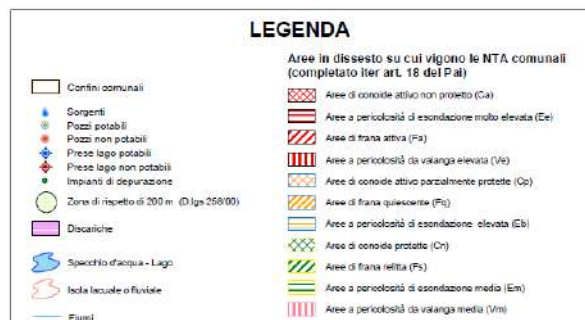 LEGENDA
Confini comunali
Sorgenti
Pozzi potabili
Pozzi non potabili
Prese lago potabili
Prese lago non potabili
Impianti di depurazione
Zona di rispetto di 200 m (D.lgs 258/00)
Discariche
Specchio d'acqua - Lago
Isola lacuale o fluviale
Fiumi
Aree in dissesto su cui vigono le NTA comunali
(completato iter art. 18 del Pai)
Aree di conoide attivo non protetto (Ca)
Aree a pericolosità di esondazione molto elevata (Ee)
Aree di frana attiva (Fa)
Aree a pericolosità da valanga elevata (Ve)
Aree di conoide attivo parzialmente protette (Cp)
Aree di frana quiescente (Fq)
Aree a pericolosità di esondazione elevata (Eb)
Aree di conoide protette (Cn)
Aree di frana relitta (Fs)
Aree a pericolosità di esondazione media (Em)
Aree a pericolosità da valanga media (Vm)